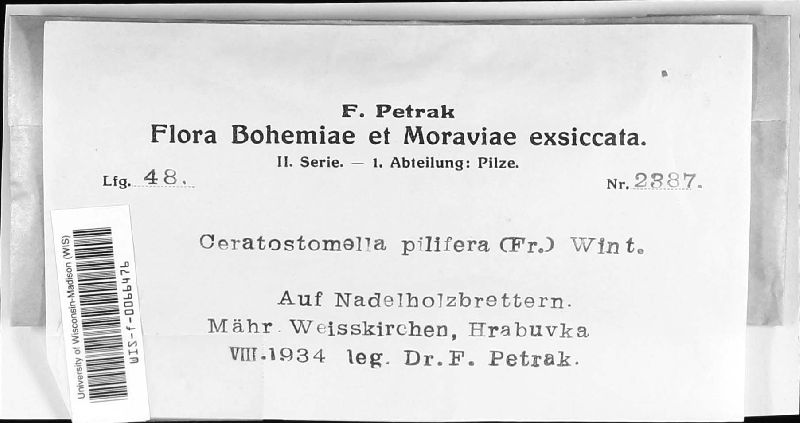 F. Petrak
Flora Bohemiae et Moraviae exsiccata.
II. Serie. — 1. Abteilung: Pilze.
Lfg. 48.
Nr. 2387.
Ceratostomella pilifera (Fr.) Wint.
Auf Nadelholzbrettern.
Mähr. Weisskirchen, Hrabuvka
VIII.1934 leg. Dr. F. Petrak.
University of Wisconsin-Madison (WIS)
WIS-f-0066476